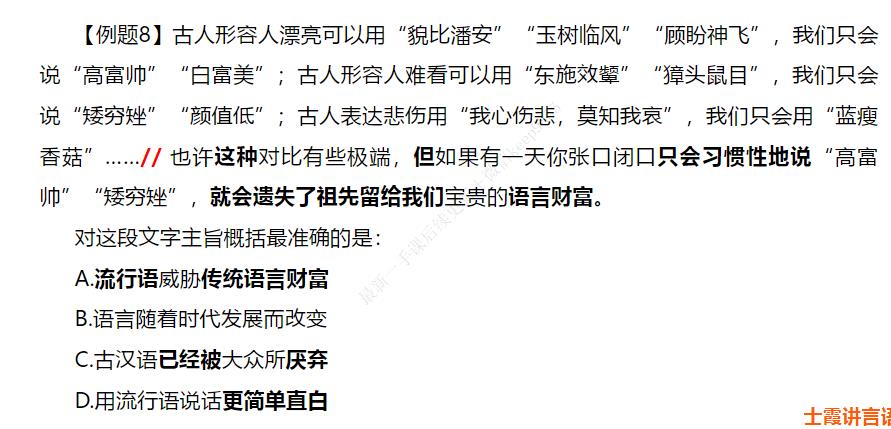 【例题8】古人形容人漂亮可以用“貌比潘安”“玉树临风”“顾盼神飞”，我们只会
说“高富帅”“白富美”；古人形容人难看可以用“东施效颦”“獐头鼠目”，我们只会
说“矮穷矬”“颜值低”；古人表达悲伤用“我心伤悲，莫知我哀”，我们只会用“蓝瘦
香菇”……// 也许这种对比有些极端，但如果有一天你张口闭口只会习惯性地说“高富
帅”“矮穷矬”，就会遗失了祖先留给我们宝贵的语言财富。
对这段文字主旨概括最准确的是：
A.流行语威胁传统语言财富
B.语言随着时代发展而改变
C.古汉语已经被大众所厌弃
D.用流行语说话更简单直白
士霞讲言语